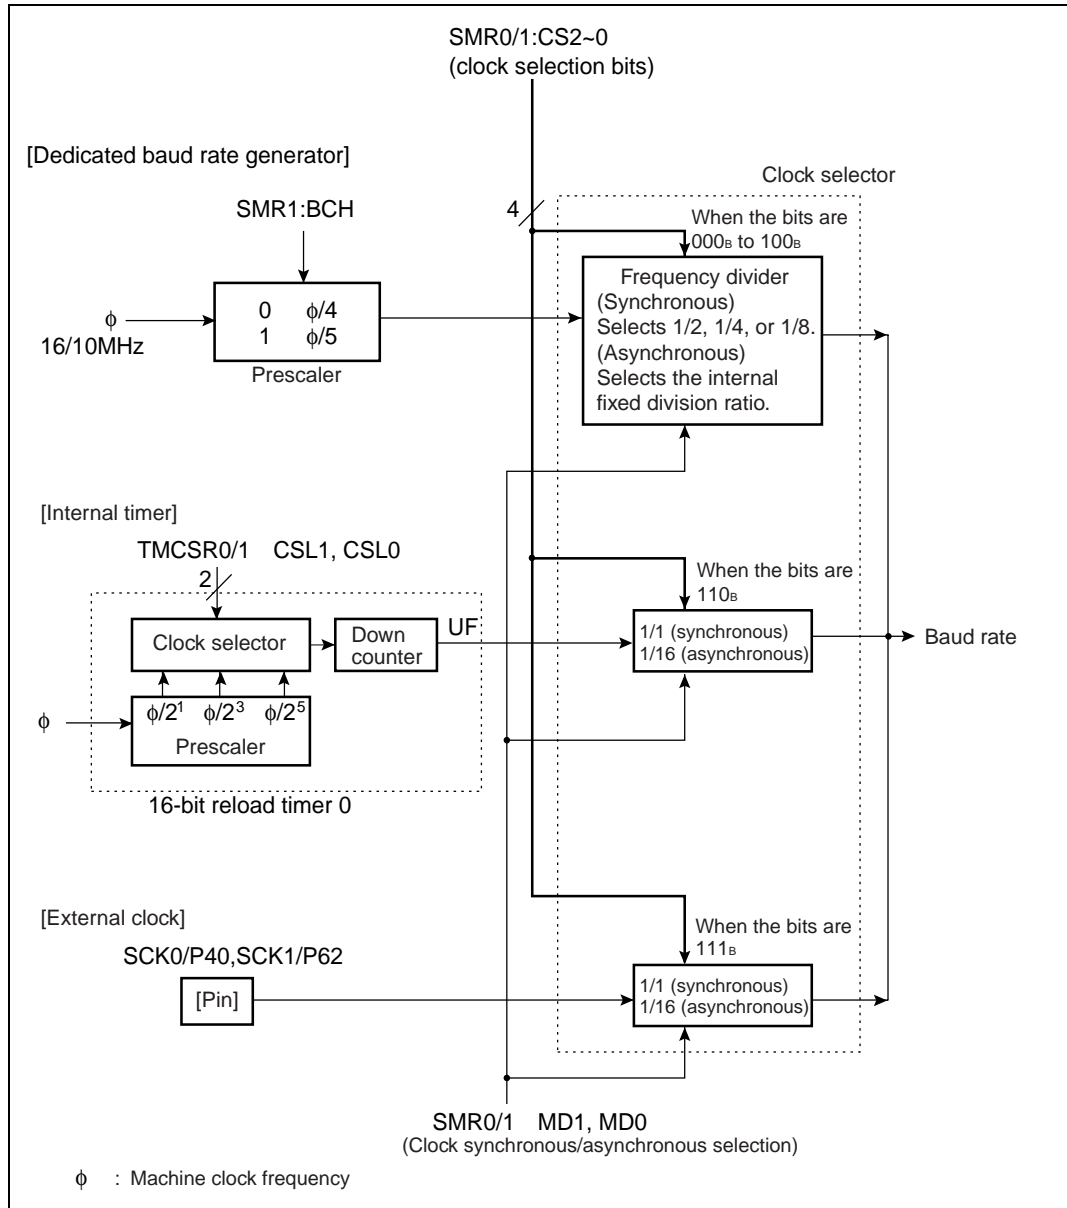 SMR0/1:CS2~0
(clock selection bits)
[Dedicated baud rate generator]
Clock selector
SMR1:BCH
4
When the bits are
000B to 100B
0 ϕ/4
1 ϕ/5
Prescaler
ϕ
16/10MHz
Frequency divider
(Synchronous)
Selects 1/2, 1/4, or 1/8.
(Asynchronous)
Selects the internal
fixed division ratio.
[Internal timer]
TMCSR0/1 CSL1, CSL0
2
When the bits are
110B
Clock selector
Down
counter
UF
1/1 (synchronous)
1/16 (asynchronous)
Baud rate
ϕ
ϕ/2¹ ϕ/2³ ϕ/2⁵
Prescaler
16-bit reload timer 0
[External clock]
When the bits are
111B
SCK0/P40,SCK1/P62
[Pin]
1/1 (synchronous)
1/16 (asynchronous)
SMR0/1 MD1, MD0
(Clock synchronous/asynchronous selection)
ϕ : Machine clock frequency